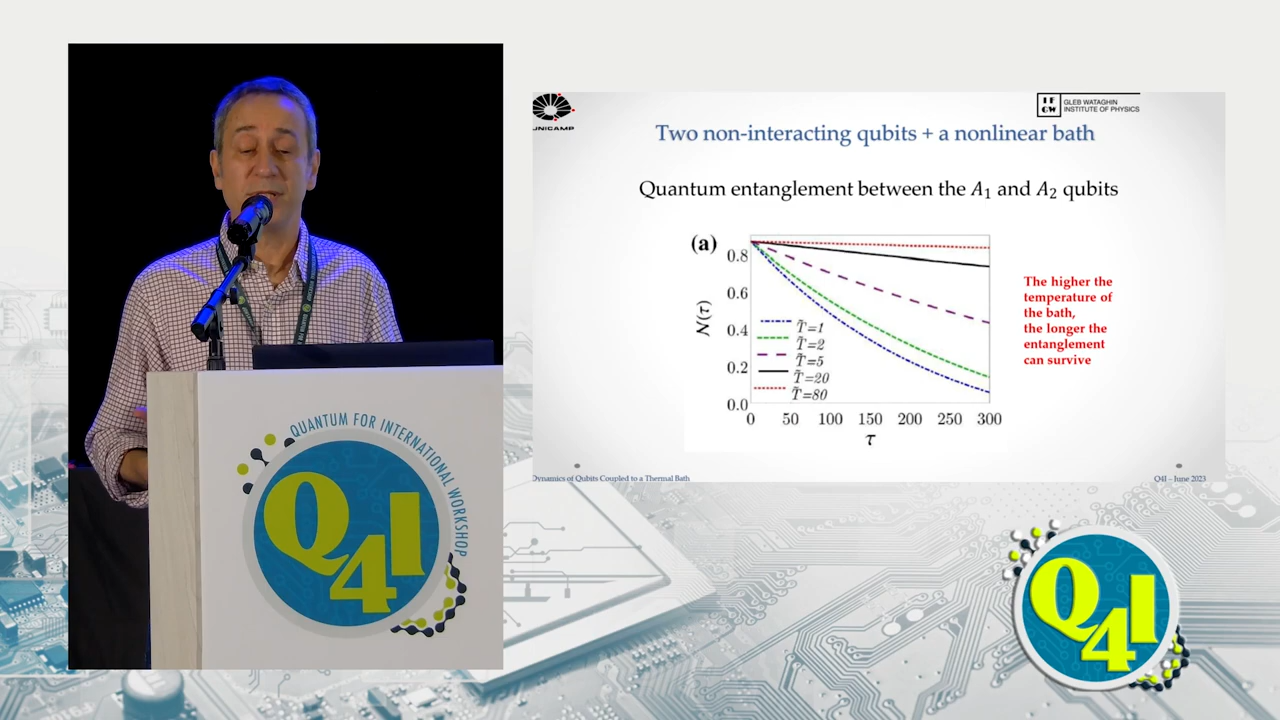 UNICAMP
GLEB WATAGHIN
INSTITUTE OF PHYSICS
Two non-interacting qubits + a nonlinear bath
Quantum entanglement between the A₁ and A₂ qubits
(a)
0.8
0.6
0.4
0.2
0.0
N(τ)
T̃=1
T̃=2
T̃=5
T̃=20
T̃=80
0 50 100 150 200 250 300
τ
The higher the
temperature of
the bath,
the longer the
entanglement
can survive
Dynamics of Qubits Coupled to a Thermal Bath
Q4I – June 2023
QUANTUM FOR INTERNATIONAL WORKSHOP
Q4I
Q4I